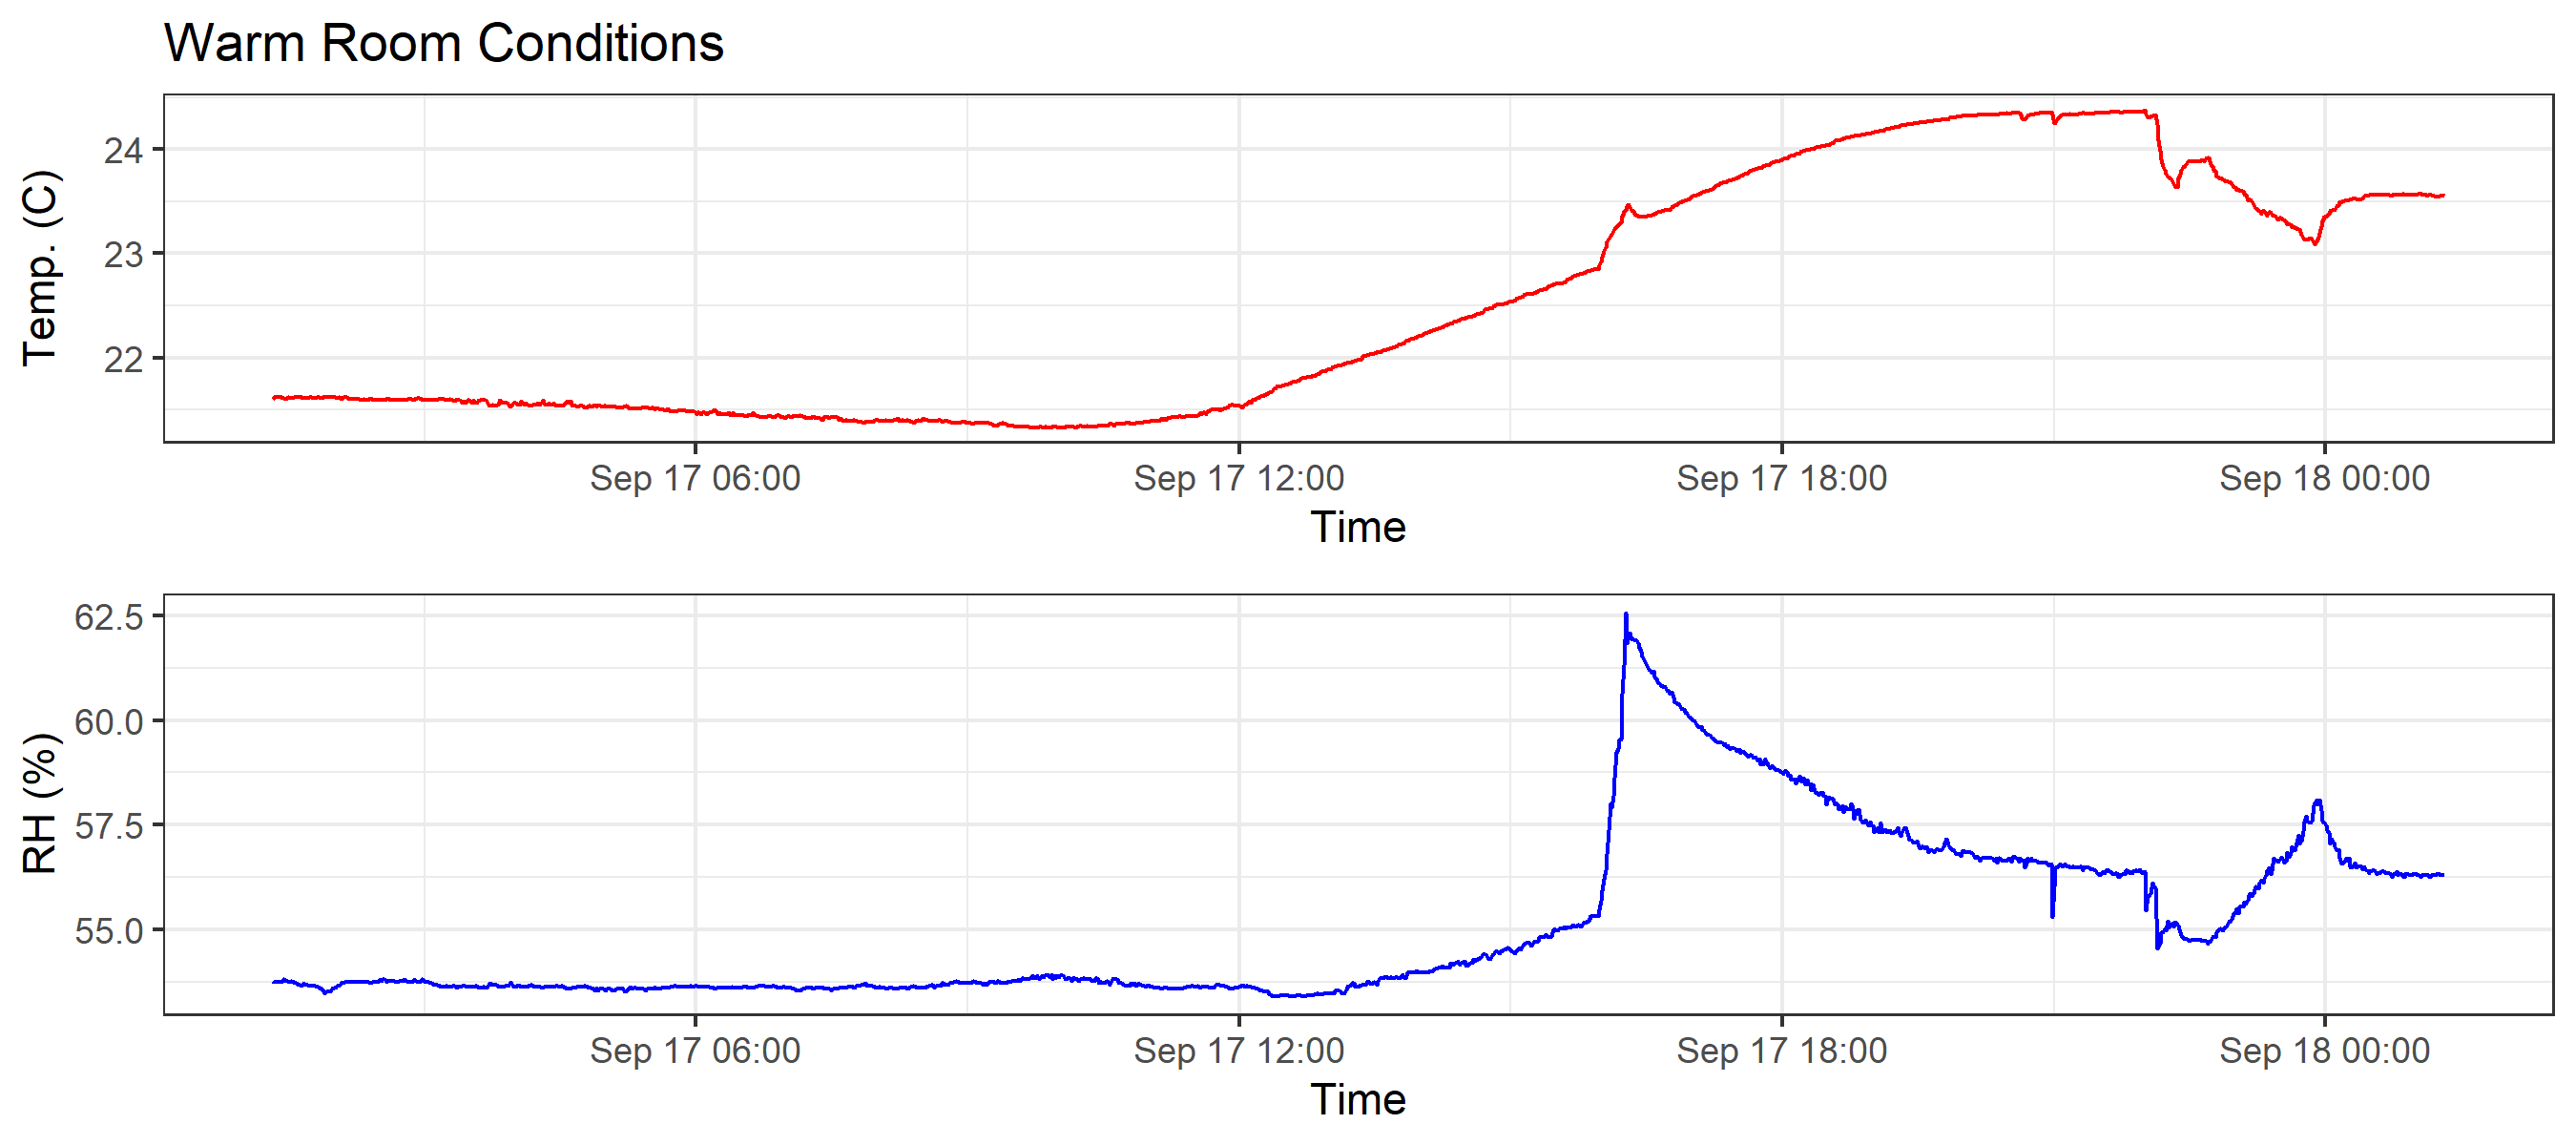 Warm Room Conditions
Temp. (C)
24
23
22
Sep 17 06:00 Sep 17 12:00 Sep 17 18:00 Sep 18 00:00
Time
RH (%)
62.5
60.0
57.5
55.0
Sep 17 06:00 Sep 17 12:00 Sep 17 18:00 Sep 18 00:00
Time